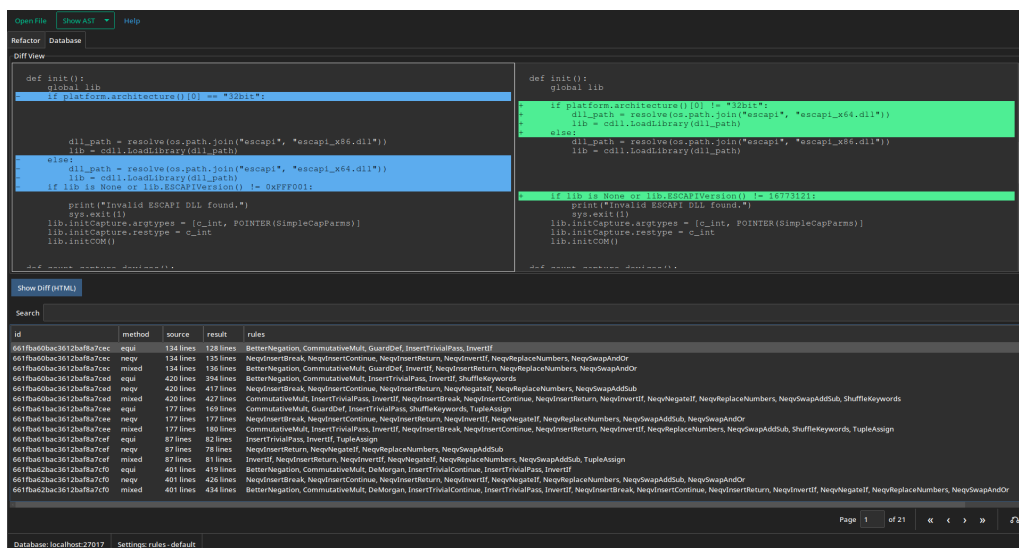 Open File Show AST Help
Refactor Database
Diff View
def init():
global lib
- if platform.architecture()[0] == "32bit":
dll_path = resolve(os.path.join("escapi", "escapi_x86.dll"))
lib = cdll.LoadLibrary(dll_path)
- else:
- dll_path = resolve(os.path.join("escapi", "escapi_x64.dll"))
- lib = cdll.LoadLibrary(dll_path)
- if lib is None or lib.ESCAPIVersion() != 0xFFF001:
print("Invalid ESCAPI DLL found.")
sys.exit(1)
lib.initCapture.argtypes = [c_int, POINTER(SimpleCapParms)]
lib.initCapture.restype = c_int
lib.initCOM()
def count_capture_devices():
def init():
global lib
+ if platform.architecture()[0] != "32bit":
+ dll_path = resolve(os.path.join("escapi", "escapi_x64.dll"))
+ lib = cdll.LoadLibrary(dll_path)
+ else:
dll_path = resolve(os.path.join("escapi", "escapi_x86.dll"))
lib = cdll.LoadLibrary(dll_path)
+ if lib is None or lib.ESCAPIVersion() != 16773121:
print("Invalid ESCAPI DLL found.")
sys.exit(1)
lib.initCapture.argtypes = [c_int, POINTER(SimpleCapParms)]
lib.initCapture.restype = c_int
lib.initCOM()
def count_capture_devices():
Show Diff (HTML)
Search
id method source result rules
661fba60bac3612baf8a7cec equi 134 lines 128 lines BetterNegation, CommutativeMult, GuardDef, InsertTrivialPass, InvertIf
661fba60bac3612baf8a7cec neqv 134 lines 135 lines NeqvInsertBreak, NeqvInsertContinue, NeqvInsertReturn, NeqvInvertIf, NeqvReplaceNumbers, NeqvSwapAndOr
661fba60bac3612baf8a7cec mixed 134 lines 136 lines BetterNegation, CommutativeMult, GuardDef, InvertIf, NeqvInsertReturn, NeqvReplaceNumbers, NeqvSwapAndOr
661fba60bac3612baf8a7ced equi 420 lines 394 lines BetterNegation, CommutativeMult, InsertTrivialPass, InvertIf, ShuffleKeywords
661fba60bac3612baf8a7ced neqv 420 lines 417 lines NeqvInsertBreak, NeqvInsertContinue, NeqvInsertReturn, NeqvNegateIf, NeqvReplaceNumbers, NeqvSwapAddSub
661fba60bac3612baf8a7ced mixed 420 lines 427 lines CommutativeMult, InsertTrivialPass, InvertIf, NeqvInsertBreak, NeqvInsertContinue, NeqvInsertReturn, NeqvInvertIf, NeqvNegateIf, NeqvReplaceNumbers, NeqvSwapAddSub, ShuffleKeywords
661fba61bac3612baf8a7cee equi 177 lines 169 lines CommutativeMult, GuardDef, InsertTrivialPass, ShuffleKeywords, TupleAssign
661fba61bac3612baf8a7cee neqv 177 lines 177 lines NeqvInsertBreak, NeqvInsertContinue, NeqvInsertReturn, NeqvInvertIf, NeqvReplaceNumbers, NeqvSwapAddSub, NeqvSwapAndOr
661fba61bac3612baf8a7cee mixed 177 lines 180 lines CommutativeMult, InsertTrivialPass, InvertIf, NeqvInsertBreak, NeqvInsertContinue, NeqvInsertReturn, NeqvInvertIf, NeqvReplaceNumbers, NeqvSwapAddSub, ShuffleKeywords, TupleAssign
661fba61bac3612baf8a7cef equi 87 lines 82 lines InsertTrivialPass, InvertIf, TupleAssign
661fba61bac3612baf8a7cef neqv 87 lines 78 lines NeqvInsertReturn, NeqvNegateIf, NeqvReplaceNumbers, NeqvSwapAddSub
661fba61bac3612baf8a7cef mixed 87 lines 81 lines InvertIf, NeqvInsertReturn, NeqvInvertIf, NeqvNegateIf, NeqvReplaceNumbers, NeqvSwapAddSub, TupleAssign
661fba62bac3612baf8a7cf0 equi 401 lines 419 lines BetterNegation, CommutativeMult, DeMorgan, InsertTrivialContinue, InsertTrivialPass, InvertIf
661fba62bac3612baf8a7cf0 neqv 401 lines 426 lines NeqvInsertBreak, NeqvInsertContinue, NeqvInsertReturn, NeqvInvertIf, NeqvNegateIf, NeqvReplaceNumbers, NeqvSwapAndOr
661fba62bac3612baf8a7cf0 mixed 401 lines 434 lines BetterNegation, CommutativeMult, DeMorgan, InsertTrivialContinue, InsertTrivialPass, InvertIf, NeqvInsertBreak, NeqvInsertContinue, NeqvInsertReturn, NeqvInvertIf, NeqvNegateIf, NeqvReplaceNumbers, NeqvSwapAndOr
Page 1 of 21 « ‹ › »
Database: localhost:27017 Settings: rules - default